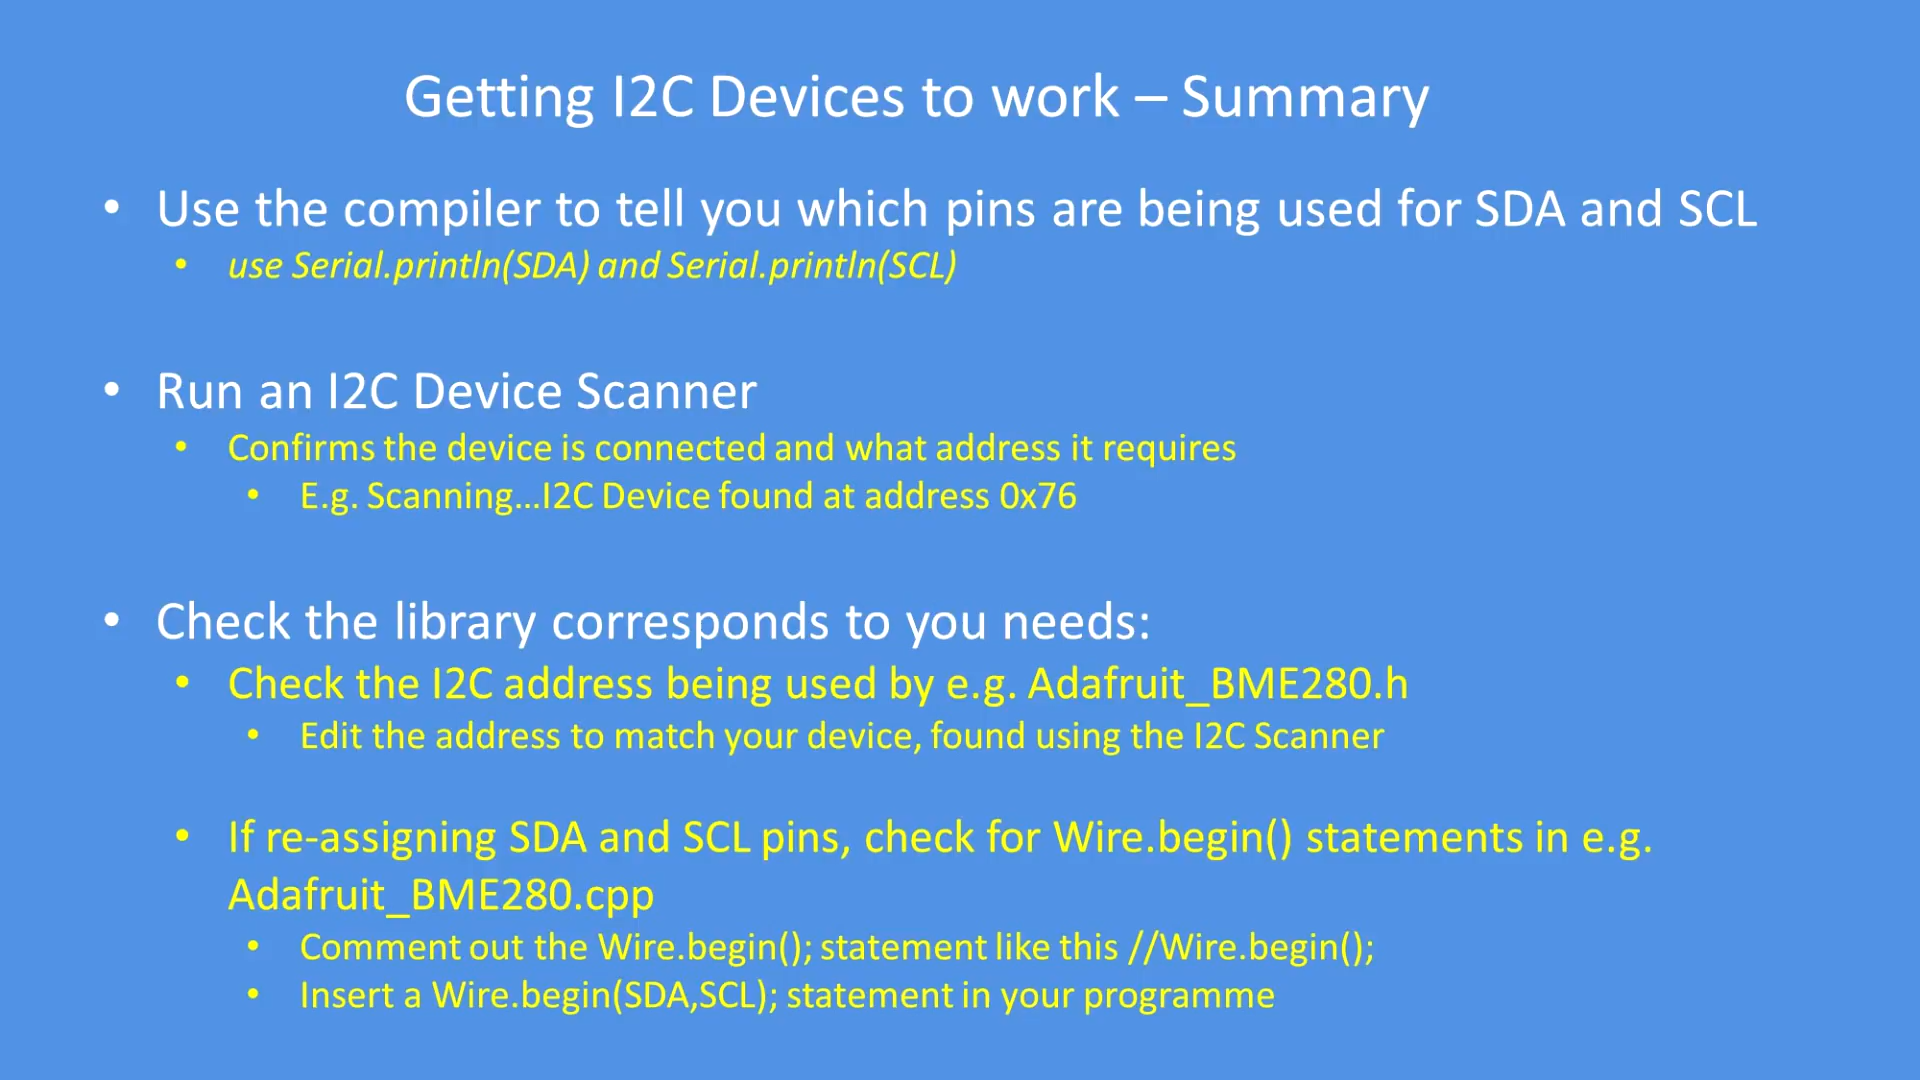 Getting I2C Devices to work – Summary
• Use the compiler to tell you which pins are being used for SDA and SCL
• use Serial.println(SDA) and Serial.println(SCL)
• Run an I2C Device Scanner
• Confirms the device is connected and what address it requires
• E.g. Scanning...I2C Device found at address 0x76
• Check the library corresponds to you needs:
• Check the I2C address being used by e.g. Adafruit_BME280.h
• Edit the address to match your device, found using the I2C Scanner
• If re-assigning SDA and SCL pins, check for Wire.begin() statements in e.g.
Adafruit_BME280.cpp
• Comment out the Wire.begin(); statement like this //Wire.begin();
• Insert a Wire.begin(SDA,SCL); statement in your programme